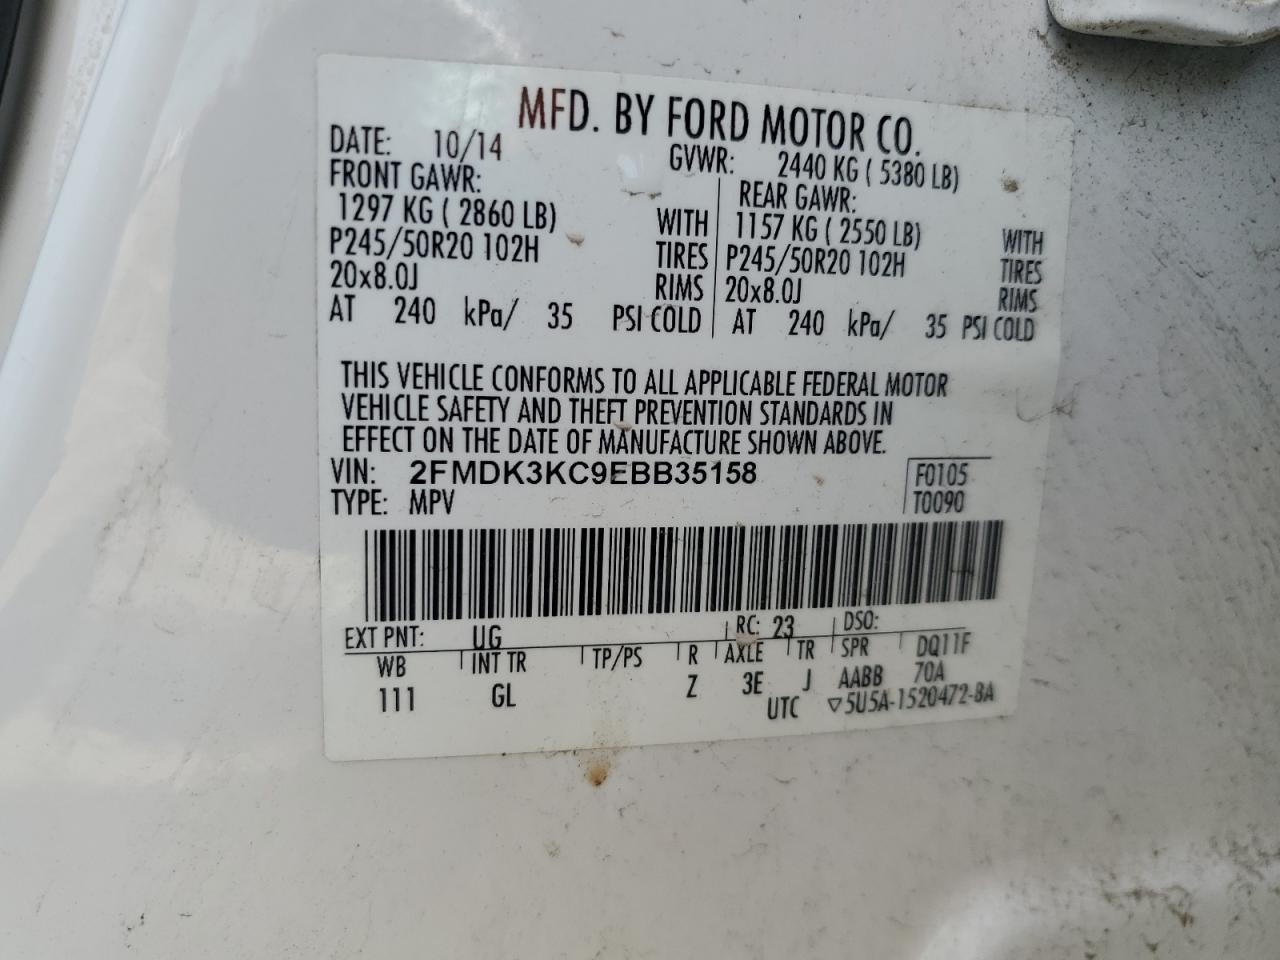 MFD. BY FORD MOTOR CO.
DATE: 10/14 GVWR: 2440 KG ( 5380 LB)
FRONT GAWR: REAR GAWR:
1297 KG ( 2860 LB) WITH 1157 KG ( 2550 LB) WITH
P245/50R20 102H TIRES P245/50R20 102H TIRES
20x8.0J RIMS 20x8.0J RIMS
AT 240 kPa/ 35 PSI COLD AT 240 kPa/ 35 PSI COLD
THIS VEHICLE CONFORMS TO ALL APPLICABLE FEDERAL MOTOR
VEHICLE SAFETY AND THEFT PREVENTION STANDARDS IN
EFFECT ON THE DATE OF MANUFACTURE SHOWN ABOVE.
VIN: 2FMDK3KC9EBB35158 F0105
TYPE: MPV T0090
EXT PNT: UG RC: 23 DSO:
WB INT TR TP/PS R AXLE TR SPR DQ11F
111 GL Z 3E J AABB 70A
UTC ▽5U5A-1520472-BA